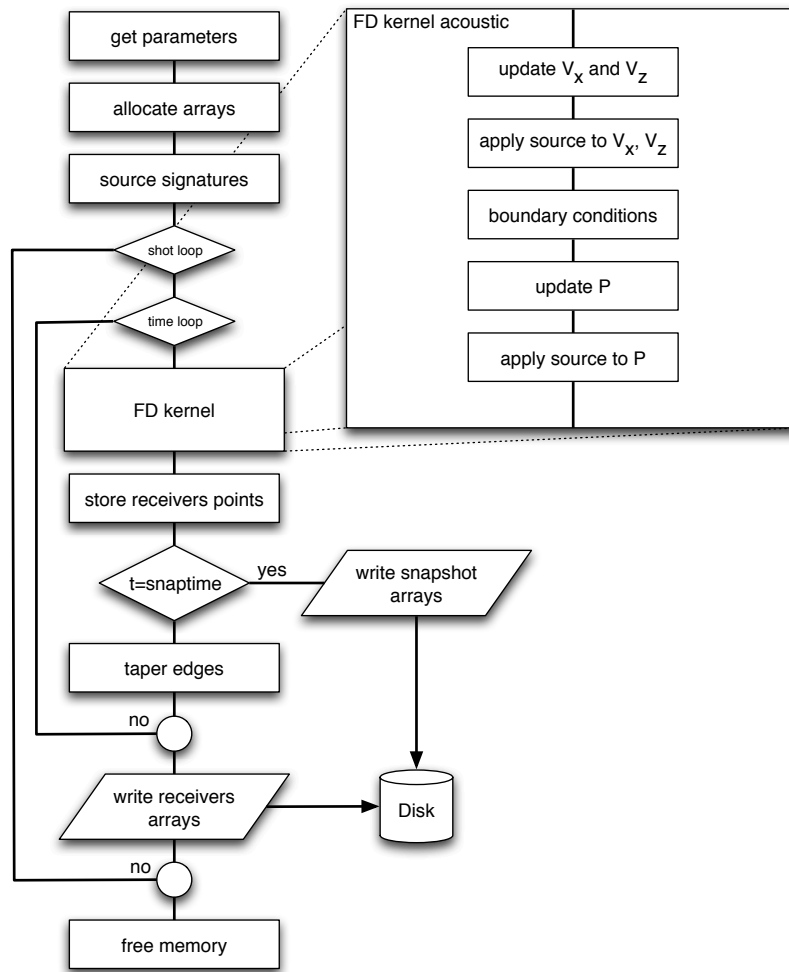 get parameters
allocate arrays
source signatures
shot loop
time loop
FD kernel
store receivers points
t=snaptime
yes
write snapshot
arrays
taper edges
no
write receivers
arrays
Disk
no
free memory
FD kernel acoustic
update Vx and Vz
apply source to Vx, Vz
boundary conditions
update P
apply source to P